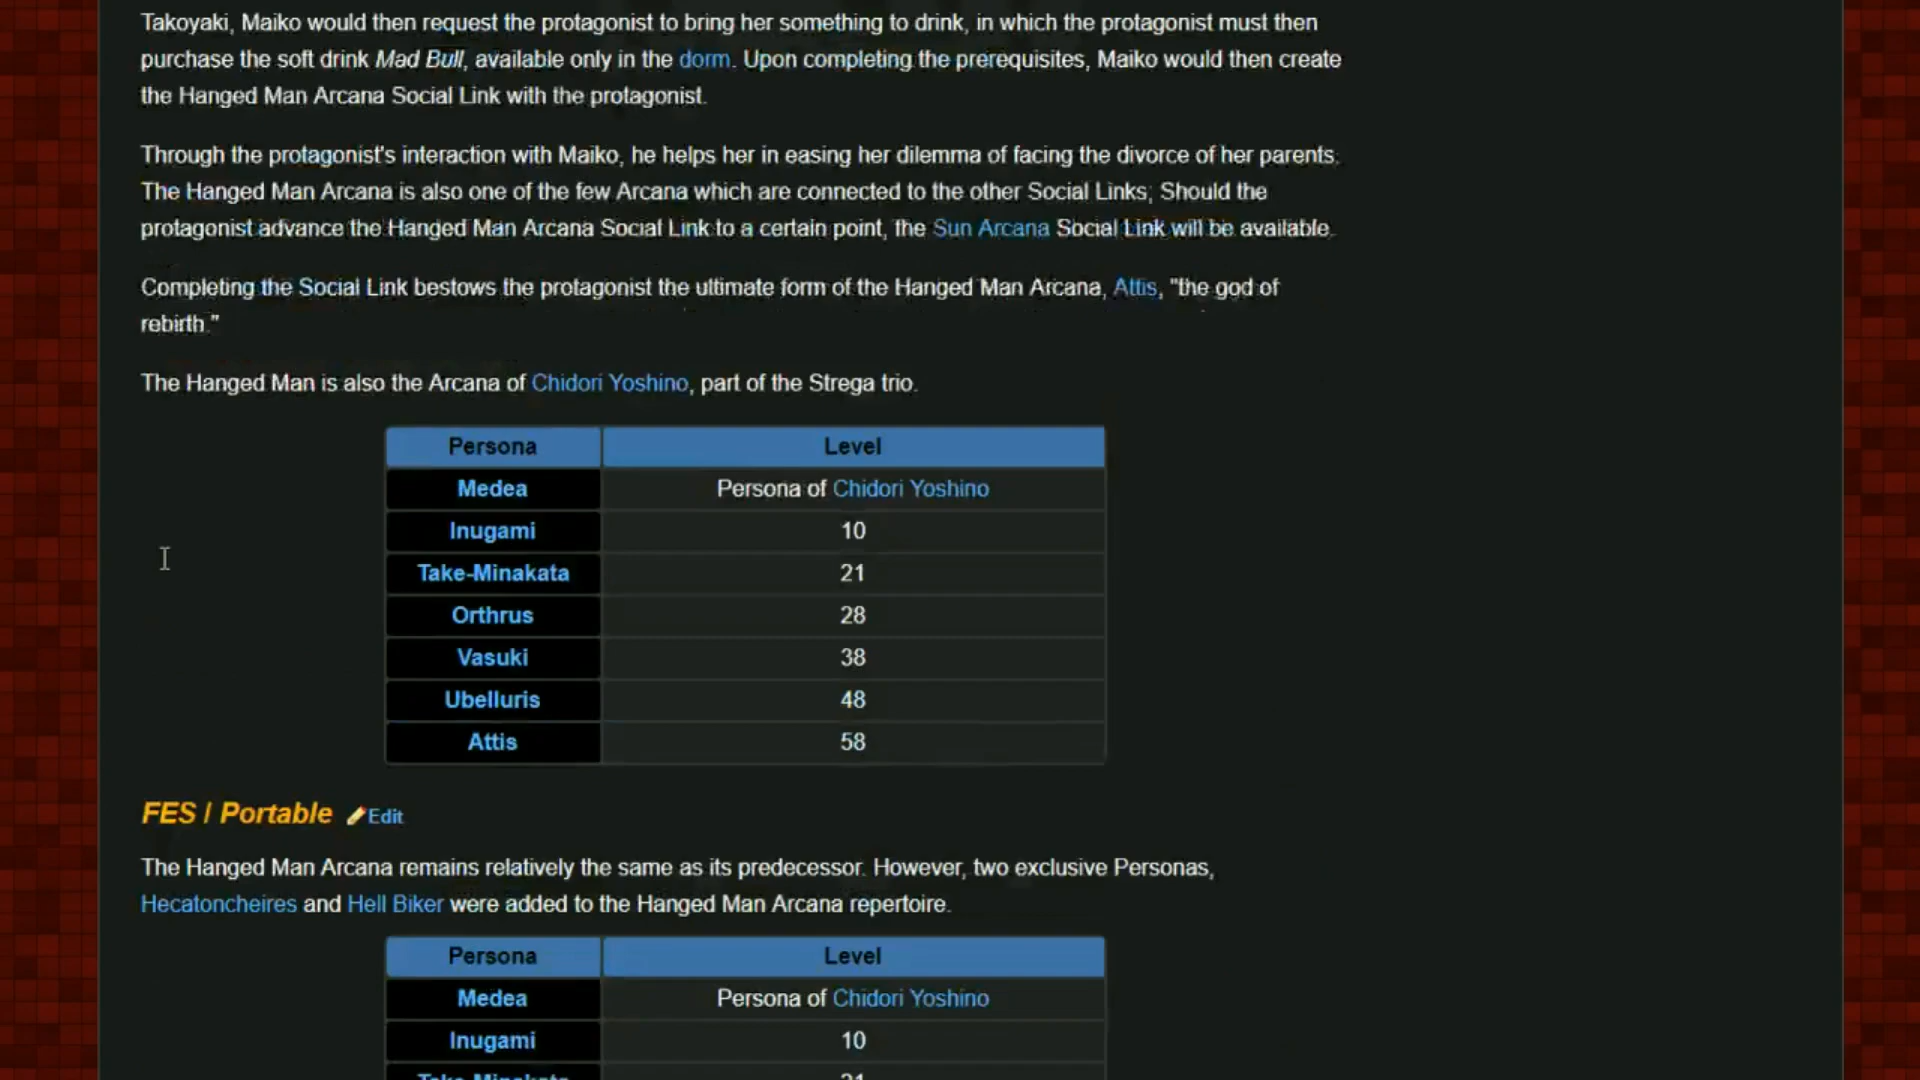 Takoyaki, Maiko would then request the protagonist to bring her something to drink, in which the protagonist must then
purchase the soft drink Mad Bull, available only in the dorm. Upon completing the prerequisites, Maiko would then create
the Hanged Man Arcana Social Link with the protagonist.
Through the protagonist's interaction with Maiko, he helps her in easing her dilemma of facing the divorce of her parents.
The Hanged Man Arcana is also one of the few Arcana which are connected to the other Social Links; Should the
protagonist advance the Hanged Man Arcana Social Link to a certain point, the Sun Arcana Social Link will be available.
Completing the Social Link bestows the protagonist the ultimate form of the Hanged Man Arcana, Attis, "the god of
rebirth."
The Hanged Man is also the Arcana of Chidori Yoshino, part of the Strega trio.
Persona Level
Medea Persona of Chidori Yoshino
Inugami 10
Take-Minakata 21
Orthrus 28
Vasuki 38
Ubelluris 48
Attis 58
FES / Portable Edit
The Hanged Man Arcana remains relatively the same as its predecessor. However, two exclusive Personas,
Hecatoncheires and Hell Biker were added to the Hanged Man Arcana repertoire.
Persona Level
Medea Persona of Chidori Yoshino
Inugami 10
Take-Minakata 21